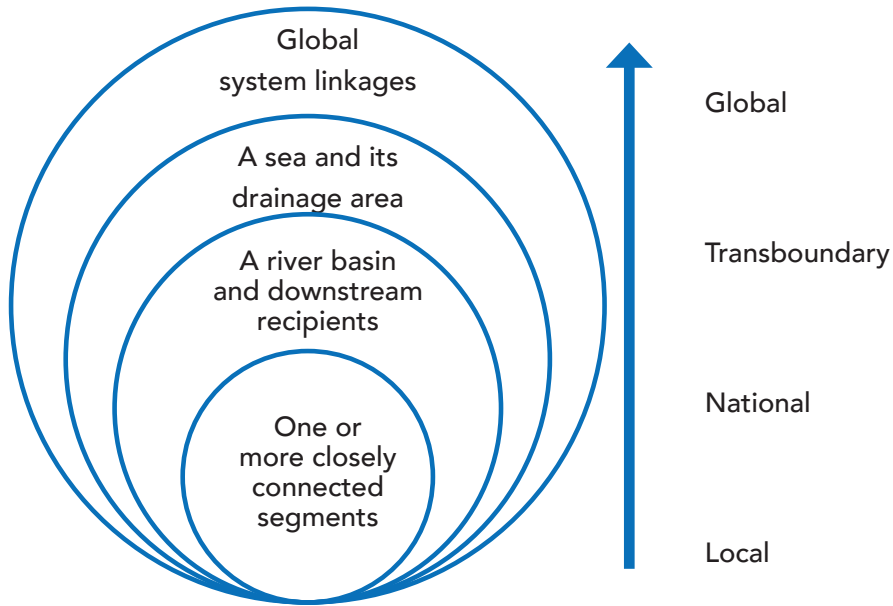 Global
system linkages
A sea and its
drainage area
A river basin
and downstream
recipients
One or
more closely
connected
segments
Global
Transboundary
National
Local